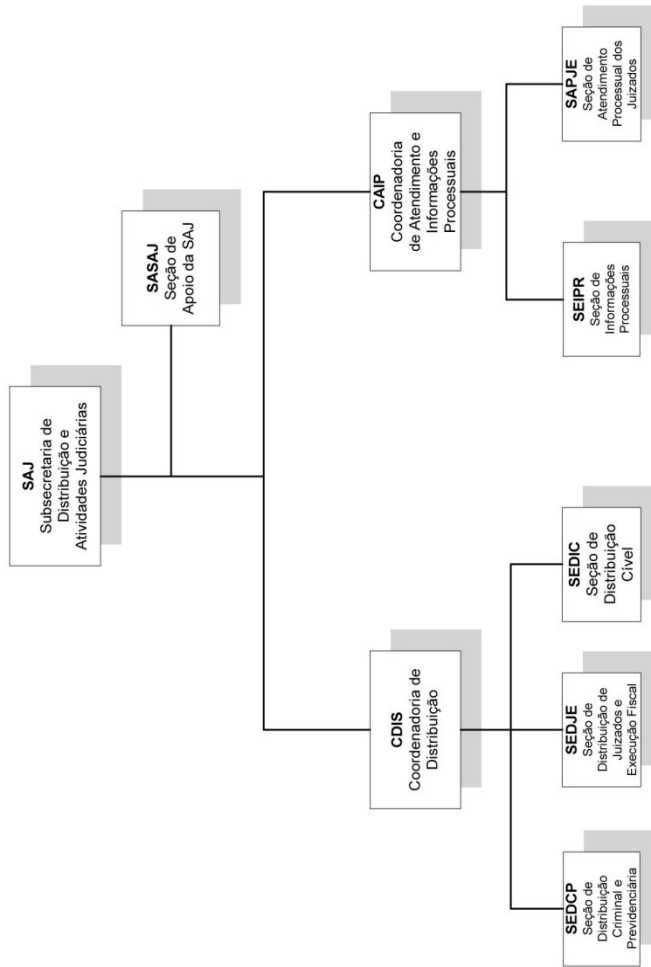 SAJ
Subsecretaria de
Distribuição e
Atividades Judiciárias
SASAJ
Seção de
Apoio da SAJ
CDIS
Coordenadoria de
Distribuição
CAIP
Coordenadoria
de Atendimento e
Informações
Processuais
SEDCP
Seção de
Distribuição
Criminal e
Previdenciária
SEDJE
Seção de
Distribuição de
Juizados e
Execução Fiscal
SEDIC
Seção de
Distribuição
Cível
SEIPR
Seção de
Informações
Processuais
SAPJE
Seção de
Atendimento
Processual dos
Juizados